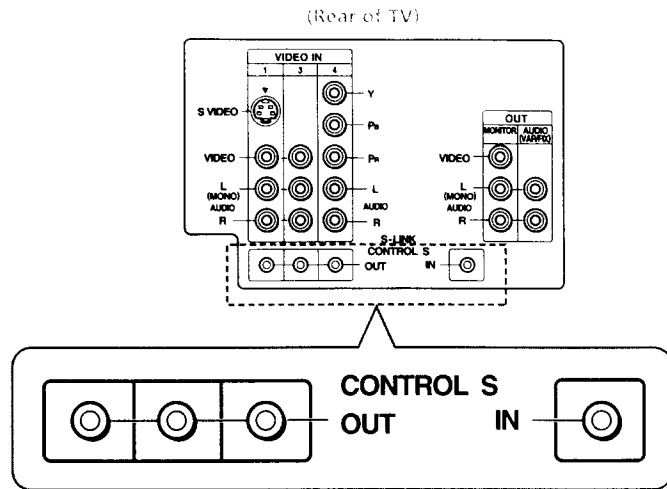 (Rear of TV)
VIDEO IN
1 3 4
S VIDEO
Y
PB
VIDEO
PR
L
(MONO)
AUDIO
R
L
AUDIO
R
OUT
MONITOR
AUDIO
(VAR/FIX)
VIDEO
L
(MONO)
AUDIO
R
S-LINK
CONTROL S
OUT
IN
CONTROL S
OUT
IN